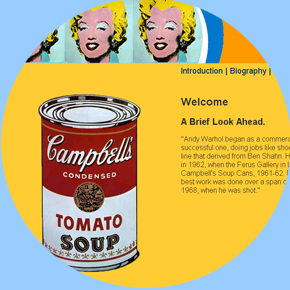 Introduction | Biography |
Welcome
A Brief Look Ahead.
"Andy Warhol began as a commerc
successful one, doing jobs like shoe
line that derived from Ben Shahn. H
in 1962, when the Ferus Gallery in L
Campbell's Soup Cans, 1961-62.
best work was done over a span o
1968, when he was shot."
Campbell's
CONDENSED
TOMATO
SOUP